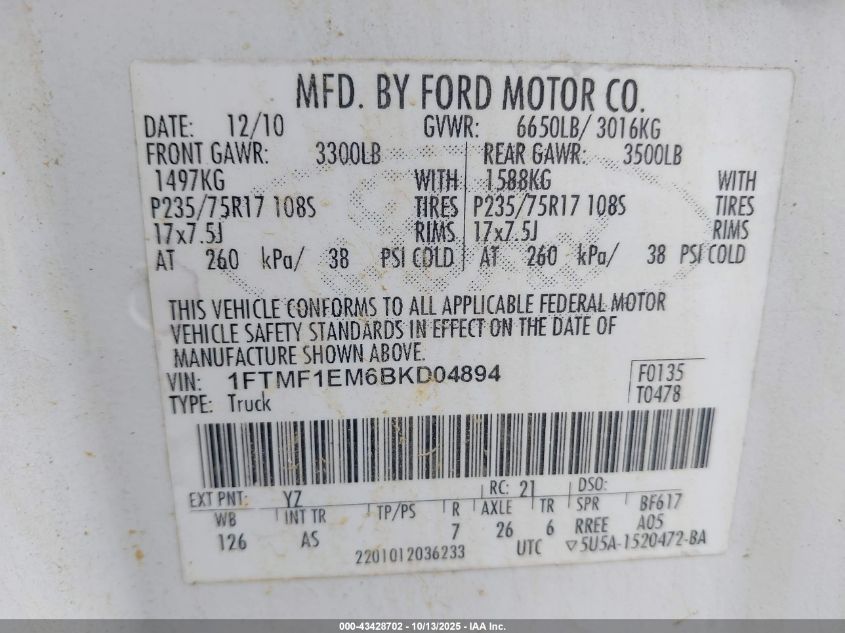 MFD. BY FORD MOTOR CO.
DATE: 12/10 GVWR: 6650LB/ 3016KG
FRONT GAWR: 3300LB REAR GAWR: 3500LB
1497KG WITH 1588KG WITH
P235/75R17 108S TIRES P235/75R17 108S TIRES
17x7.5J RIMS 17x7.5J RIMS
AT 260 kPa/ 38 PSI COLD AT 260 kPa/ 38 PSI COLD
THIS VEHICLE CONFORMS TO ALL APPLICABLE FEDERAL MOTOR
VEHICLE SAFETY STANDARDS IN EFFECT ON THE DATE OF
MANUFACTURE SHOWN ABOVE.
VIN: 1FTMF1EM6BKD04894 F0135
TYPE: Truck T0478
EXT PNT: YZ RC: 21 DSO:
WB INT TR TP/PS R AXLE TR SPR BF617
126 AS 7 26 6 RREE A05
2201012036233 UTC ▽5U5A-1520472-BA
000-43428702 - 10/13/2025 - IAA Inc.